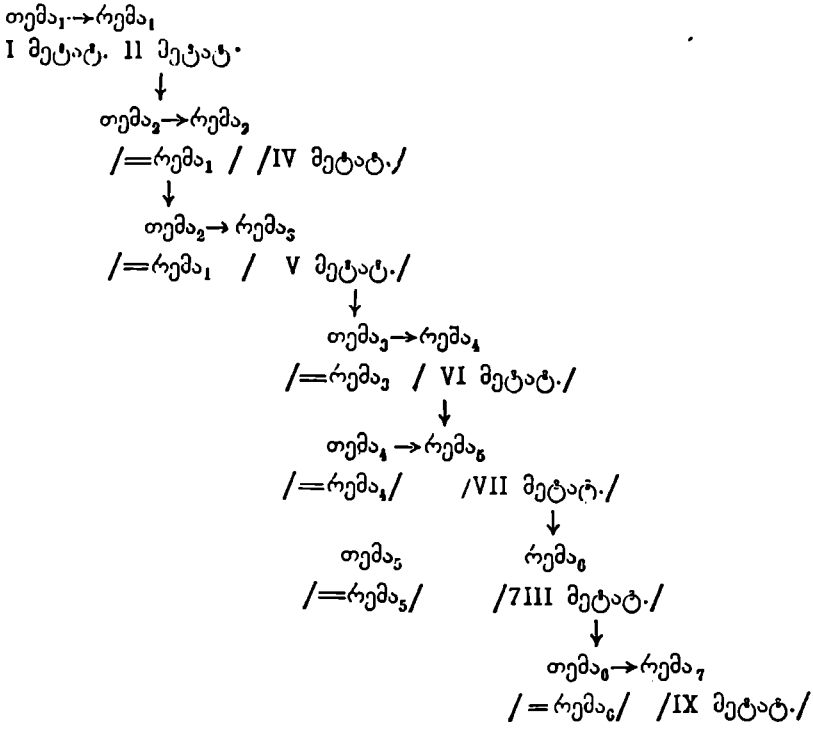 თემა₁→რემა₁
I მეტატ. II მეტატ.
↓
თემა₂→რემა₂
/=რემა₁ / /IV მეტატ./
↓
თემა₂→ რემა₃
/=რემა₁ / V მეტატ./
↓
თემა₃→რემა₄
/=რემა₃ / VI მეტატ./
↓
თემა₄ →რემა₅
/=რემა₄/ /VII მეტატ./
↓
თემა₅ რემა₆
/=რემა₅/ /7III მეტატ./
↓
თემა₆→რემა₇
/=რემა₆/ /IX მეტატ./